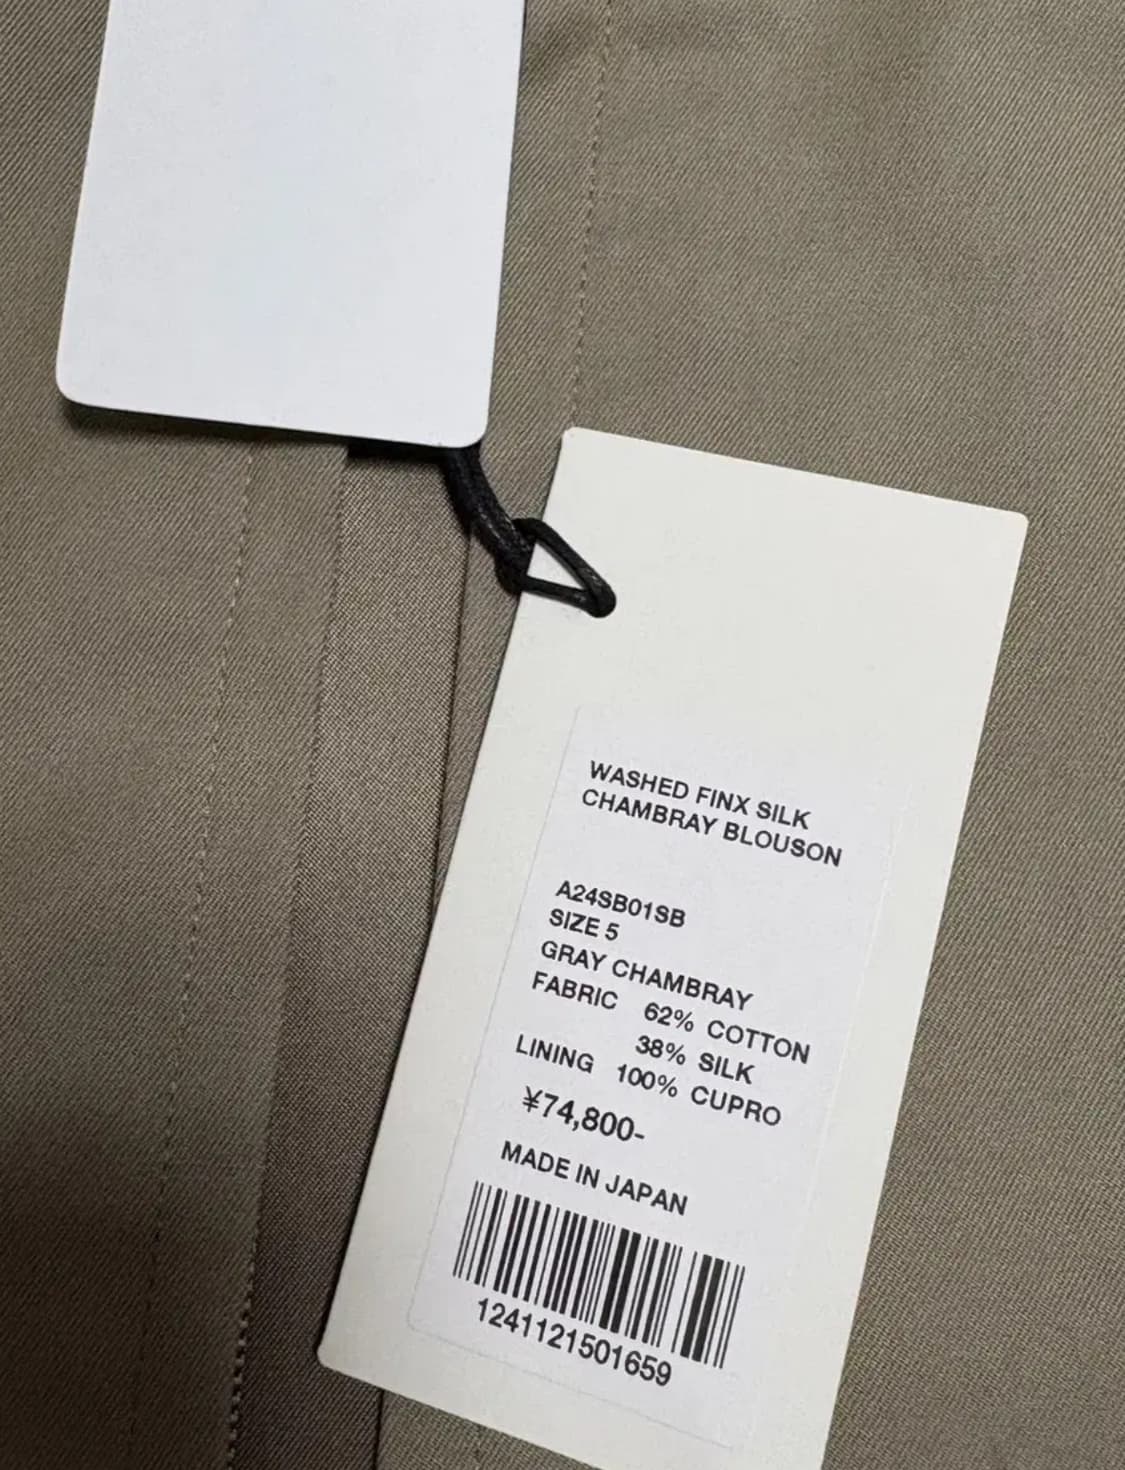 WASHED FINX SILK
CHAMBRAY BLOUSON
A24SB01SB
SIZE 5
GRAY CHAMBRAY
FABRIC 62% COTTON
38% SILK
LINING 100% CUPRO
¥74,800-
MADE IN JAPAN
1241121501659